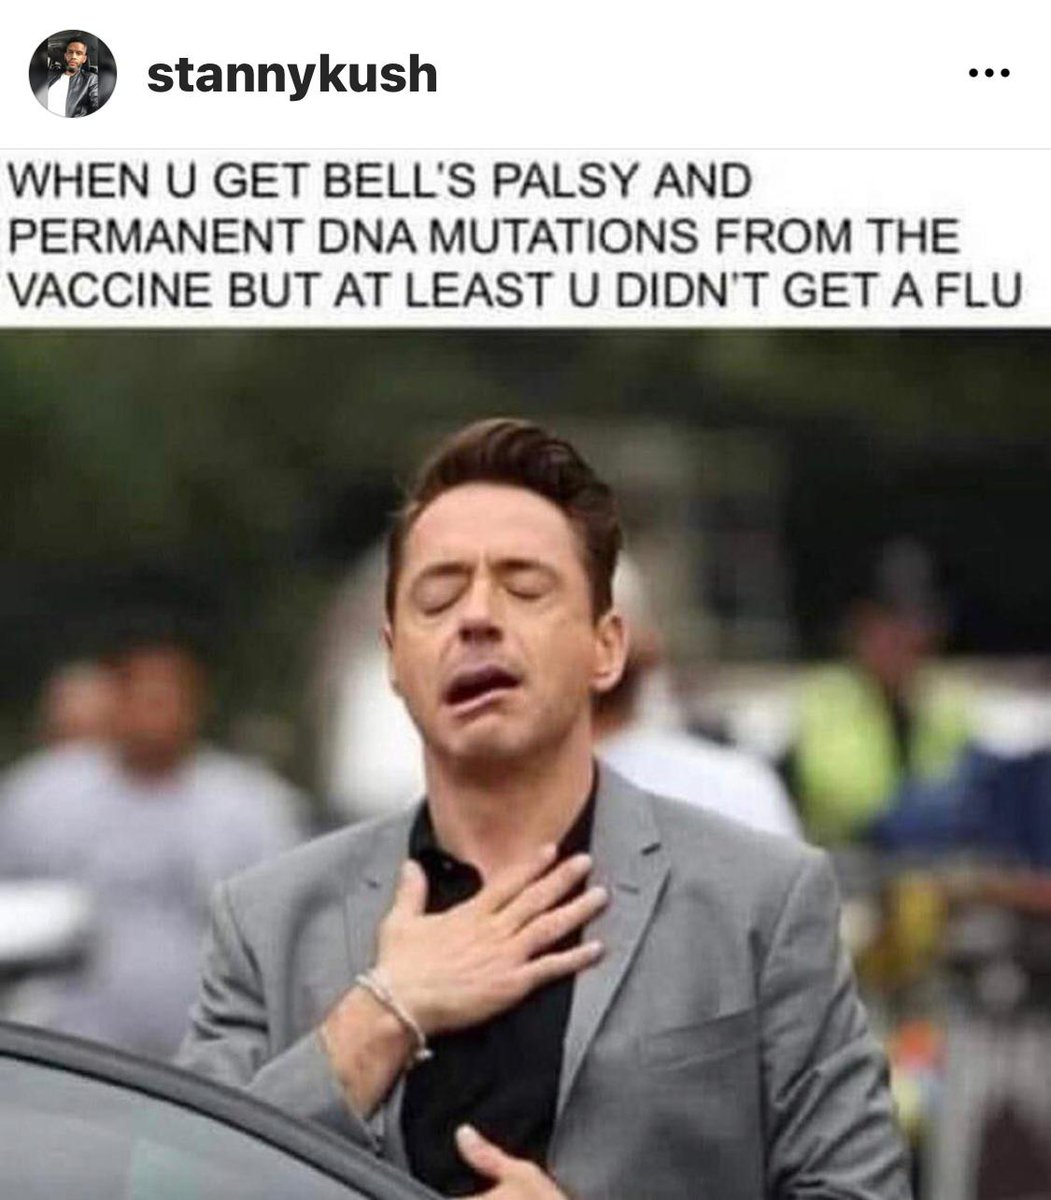 stannykush
WHEN U GET BELL'S PALSY AND
PERMANENT DNA MUTATIONS FROM THE
VACCINE BUT AT LEAST U DIDN'T GET A FLU